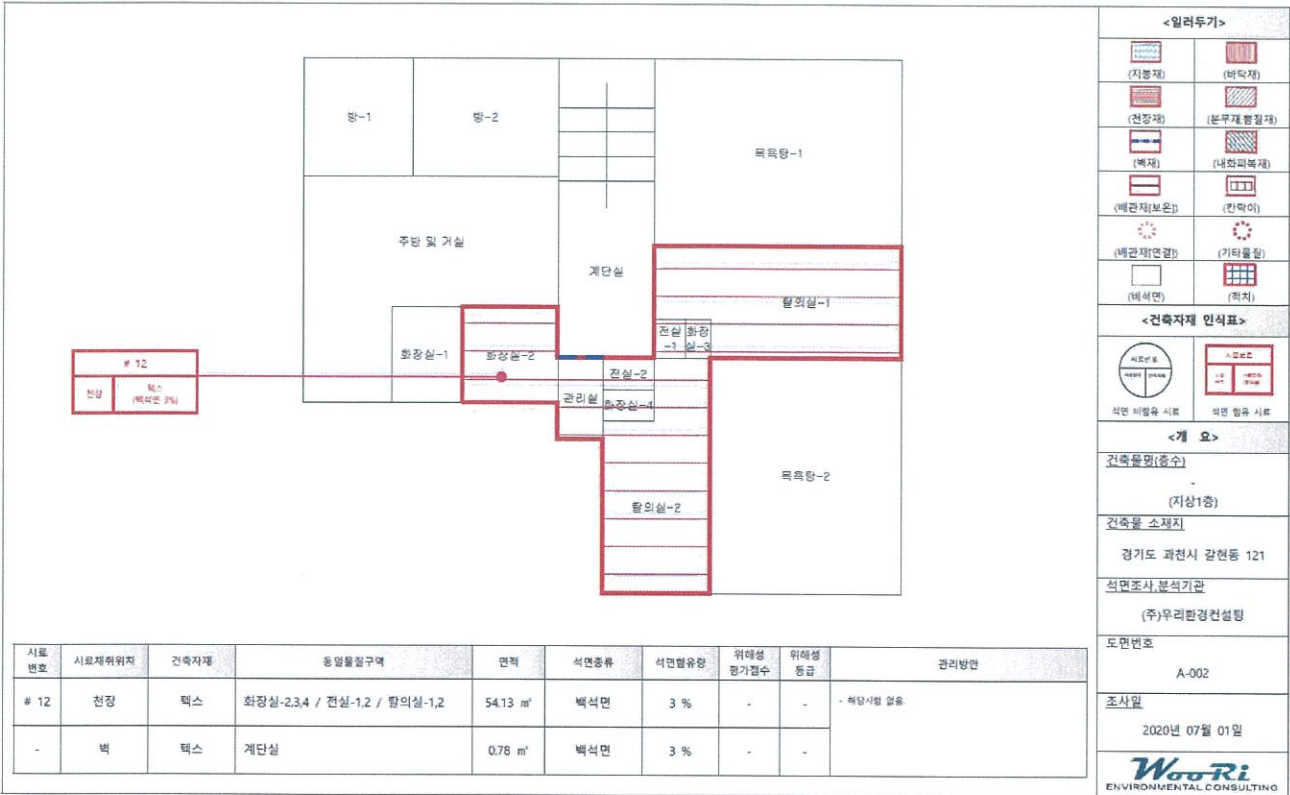 방-1
방-2
목욕탕-1
주방 및 거실
계단실
탈의실-1
전실
-1
화장
실-3
화장실-1
화장실-2
전실-2
관리실
화장실-4
목욕탕-2
탈의실-2
# 12
천장
텍스
(백석면 3%)
시료
번호
시료채취위치
건축자재
동일물질구역
면적
석면종류
석면함유량
위해성
평가점수
위해성
등급
관리방안
# 12
천장
텍스
화장실-2,3,4 / 전실-1,2 / 탈의실-1,2
54.13 ㎡
백석면
3 %
-
-
- 해당사항 없음.
-
벽
텍스
계단실
0.78 ㎡
백석면
3 %
-
-
<일러두기>
(지붕재)
(바닥재)
(천장재)
(분무재,뿜칠재)
(벽재)
(내화피복재)
(배관재[보온])
(칸막이)
(배관재[연결])
(기타물질)
(비석면)
(적치)
<건축자재 인식표>
시료번호
시료번호
석면 비함유 시료
석면 함유 시료
<개 요>
건축물명(층수)
-
(지상1층)
건축물 소재지
경기도 과천시 갈현동 121
석면조사,분석기관
(주)우리환경컨설팅
도면번호
A-002
조사일
2020년 07월 01일
WooRi
ENVIRONMENTAL CONSULTING